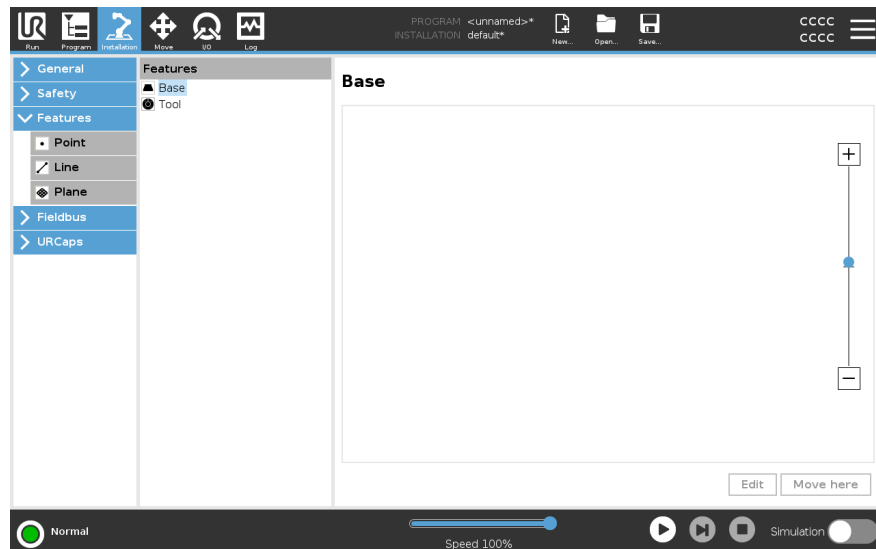 UR
Run
Program
Installation
Move
I/O
Log
PROGRAM <unnamed>*
INSTALLATION default*
New...
Open...
Save...
CCCC
CCCC
General
Safety
Features
Point
Line
Plane
Fieldbus
URCaps
Features
Base
Tool
Base
+
−
Edit
Move here
Normal
Speed 100%
Simulation